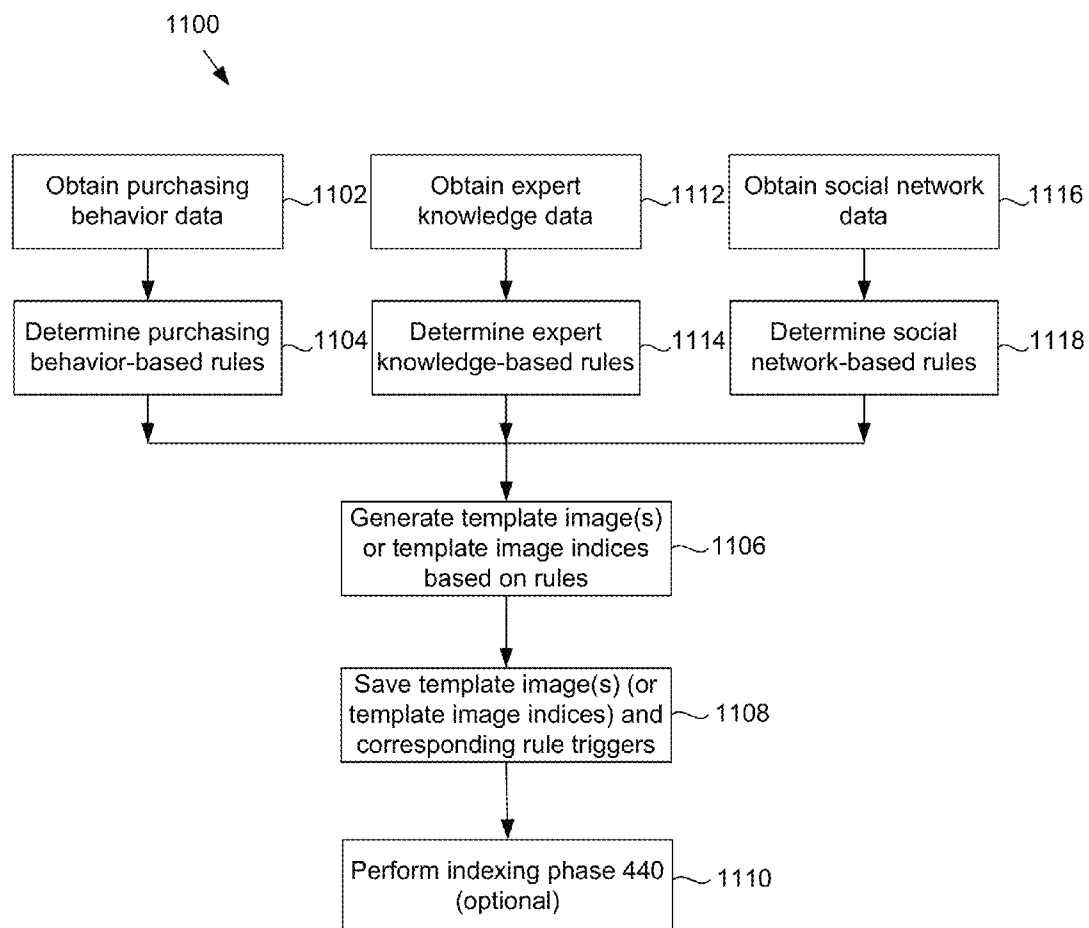 1100
Obtain purchasing
behavior data
1102
Obtain expert
knowledge data
1112
Obtain social network
data
1116
Determine purchasing
behavior-based rules
1104
Determine expert
knowledge-based rules
1114
Determine social
network-based rules
1118
Generate template image(s)
or template image indices
based on rules
1106
Save template image(s) (or
template image indices) and
corresponding rule triggers
1108
Perform indexing phase 440
(optional)
1110